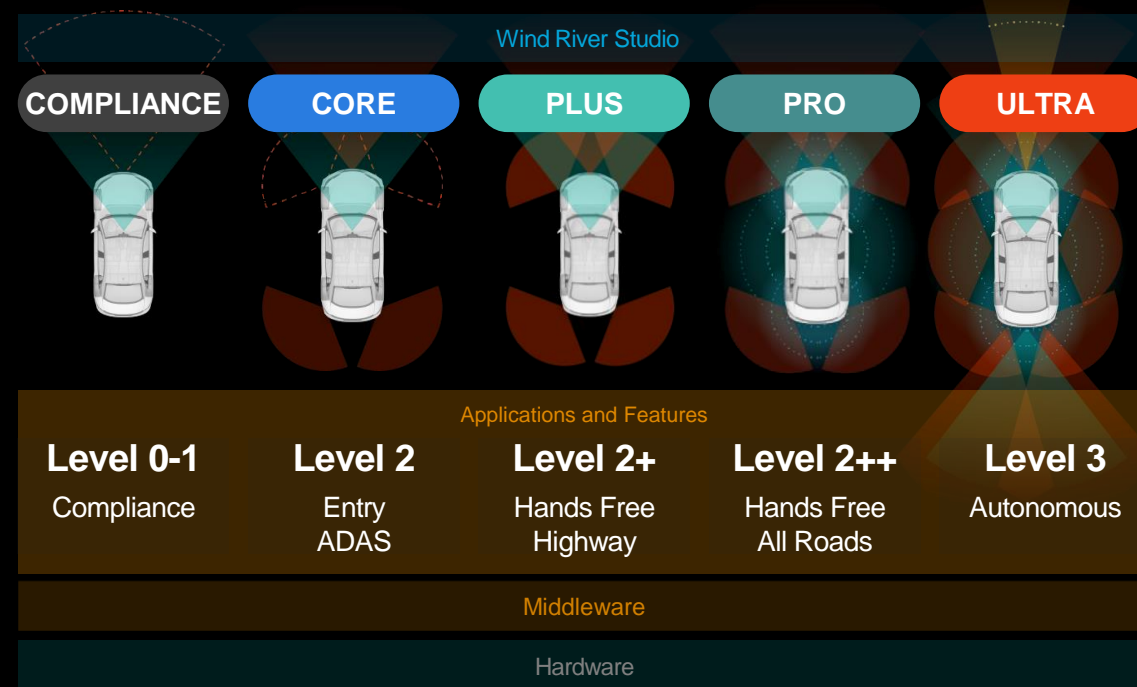 Wind River Studio
COMPLIANCE
CORE
PLUS
PRO
ULTRA
Applications and Features
Level 0-1
Compliance
Level 2
Entry
ADAS
Level 2+
Hands Free
Highway
Level 2++
Hands Free
All Roads
Level 3
Autonomous
Middleware
Hardware